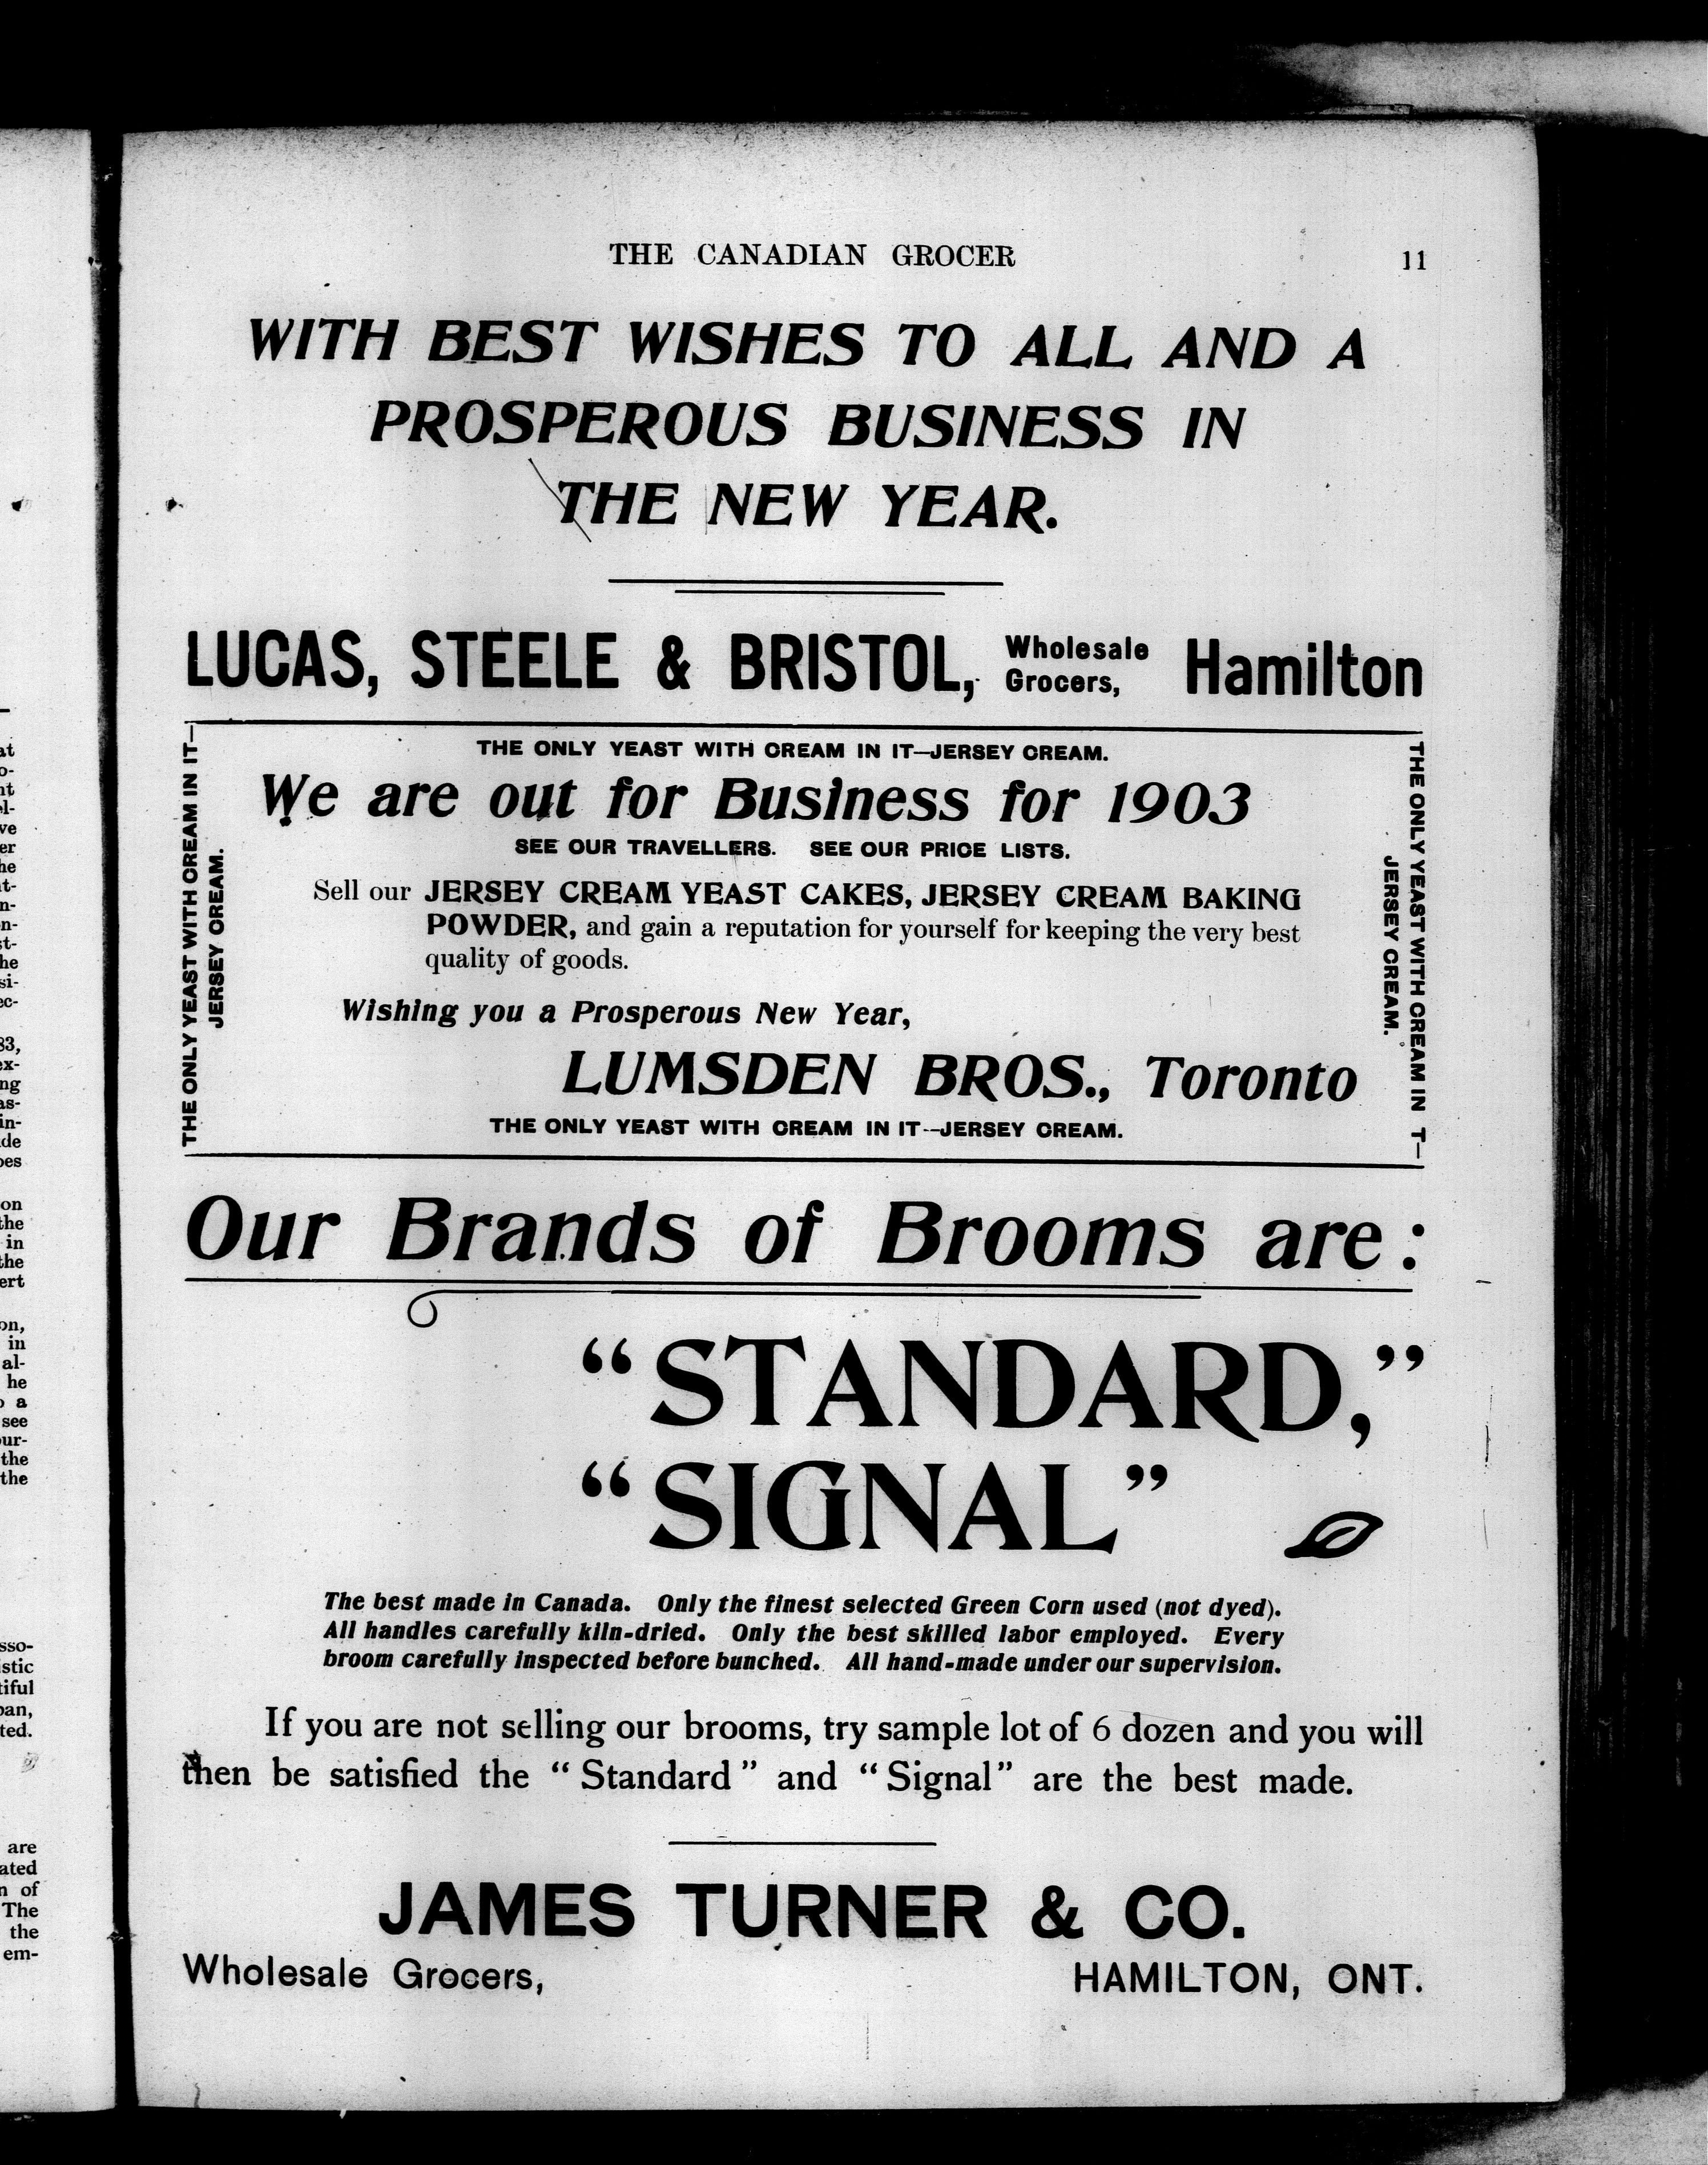 THE CANADIAN GROCER 11
WITH BEST WISHES TO ALL AND A
PROSPEROUS BUSINESS IN
THE NEW YEAR.
LUCAS, STEELE & BRISTOL, Wholesale Grocers, Hamilton
THE ONLY YEAST WITH CREAM IN IT—JERSEY CREAM.
THE ONLY YEAST WITH CREAM IN IT—
JERSEY CREAM.
We are out for Business for 1903
SEE OUR TRAVELLERS. SEE OUR PRICE LISTS.
Sell our JERSEY CREAM YEAST CAKES, JERSEY CREAM BAKING
POWDER, and gain a reputation for yourself for keeping the very best
quality of goods.
Wishing you a Prosperous New Year,
LUMSDEN BROS., Toronto
THE ONLY YEAST WITH CREAM IN IT--JERSEY CREAM.
THE ONLY YEAST WITH CREAM IN T—
JERSEY CREAM.
Our Brands of Brooms are:
“STANDARD,”
“SIGNAL”
The best made in Canada. Only the finest selected Green Corn used (not dyed).
All handles carefully kiln-dried. Only the best skilled labor employed. Every
broom carefully inspected before bunched. All hand-made under our supervision.
If you are not selling our brooms, try sample lot of 6 dozen and you will
then be satisfied the “Standard” and “Signal” are the best made.
JAMES TURNER & CO.
Wholesale Grocers, HAMILTON, ONT.